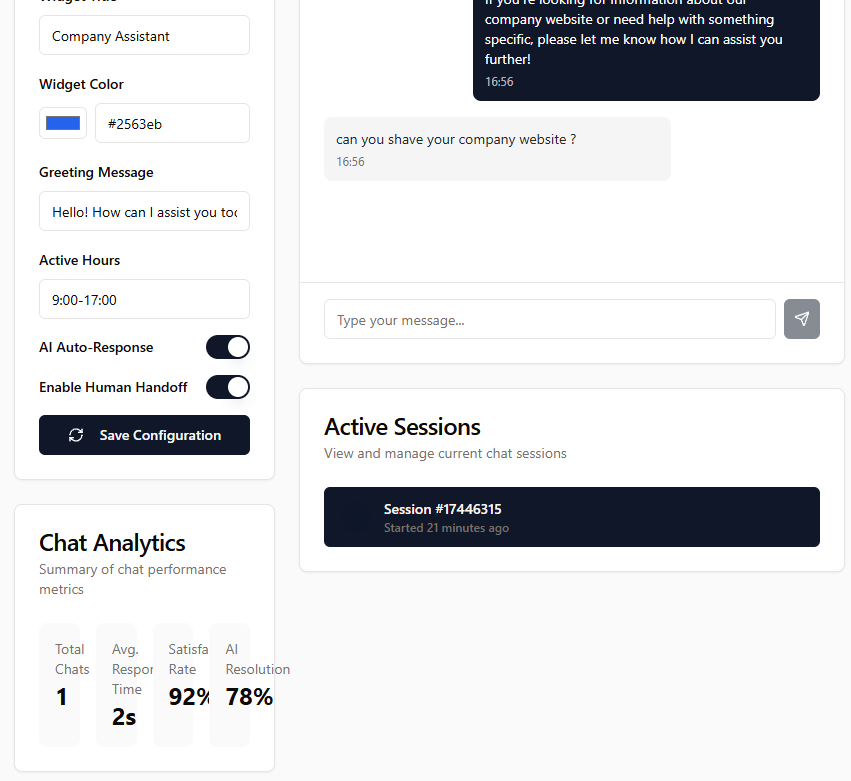 Widget Title
Company Assistant
Widget Color
#2563eb
Greeting Message
Hello! How can I assist you too
Active Hours
9:00-17:00
AI Auto-Response
Enable Human Handoff
Save Configuration
Chat Analytics
Summary of chat performance
metrics
Total
Chats
1
Avg.
Respor
Time
2s
Satisfa
Rate
92%
AI
Resolution
78%
If you're looking for information about our
company website or need help with something
specific, please let me know how I can assist you
further!
16:56
can you shave your company website ?
16:56
Type your message...
Active Sessions
View and manage current chat sessions
Session #17446315
Started 21 minutes ago